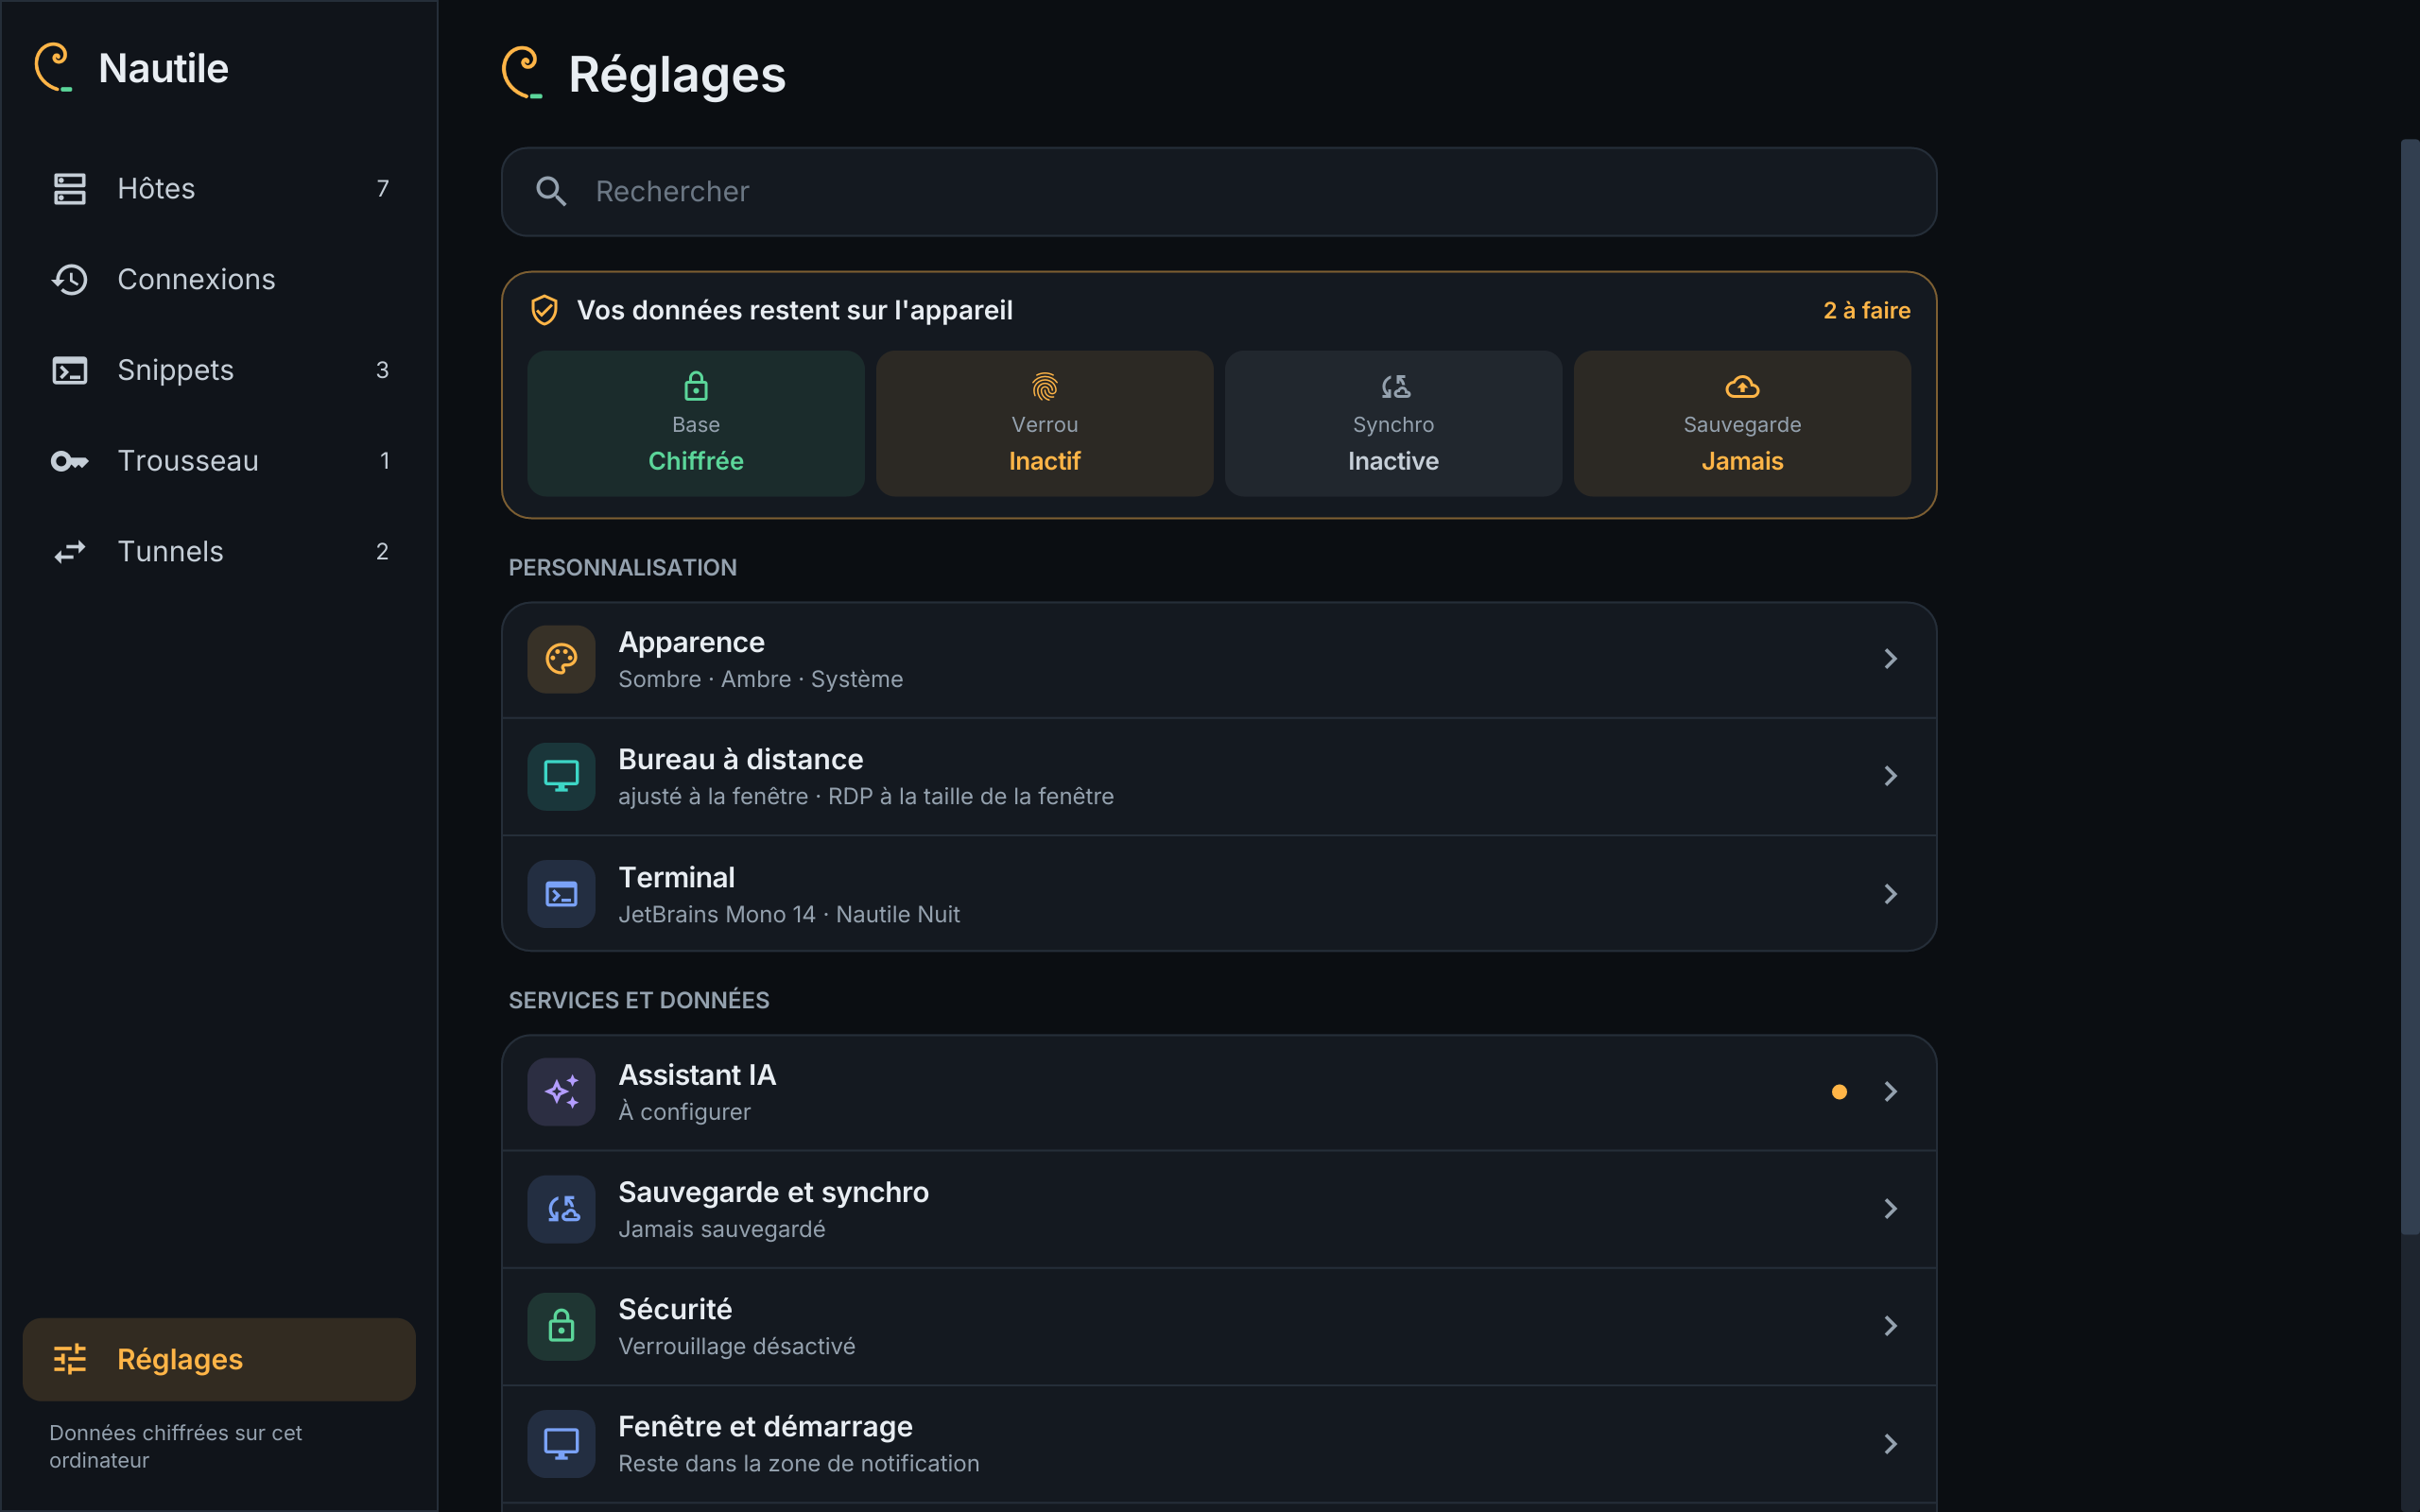 Nautile
Hôtes 7
Connexions
Snippets 3
Trousseau 1
Tunnels 2
Réglages
Données chiffrées sur cet
ordinateur
Réglages
Rechercher
Vos données restent sur l'appareil 2 à faire
Base
Chiffrée
Verrou
Inactif
Synchro
Inactive
Sauvegarde
Jamais
PERSONNALISATION
Apparence
Sombre · Ambre · Système
Bureau à distance
ajusté à la fenêtre · RDP à la taille de la fenêtre
Terminal
JetBrains Mono 14 · Nautile Nuit
SERVICES ET DONNÉES
Assistant IA
À configurer
Sauvegarde et synchro
Jamais sauvegardé
Sécurité
Verrouillage désactivé
Fenêtre et démarrage
Reste dans la zone de notification